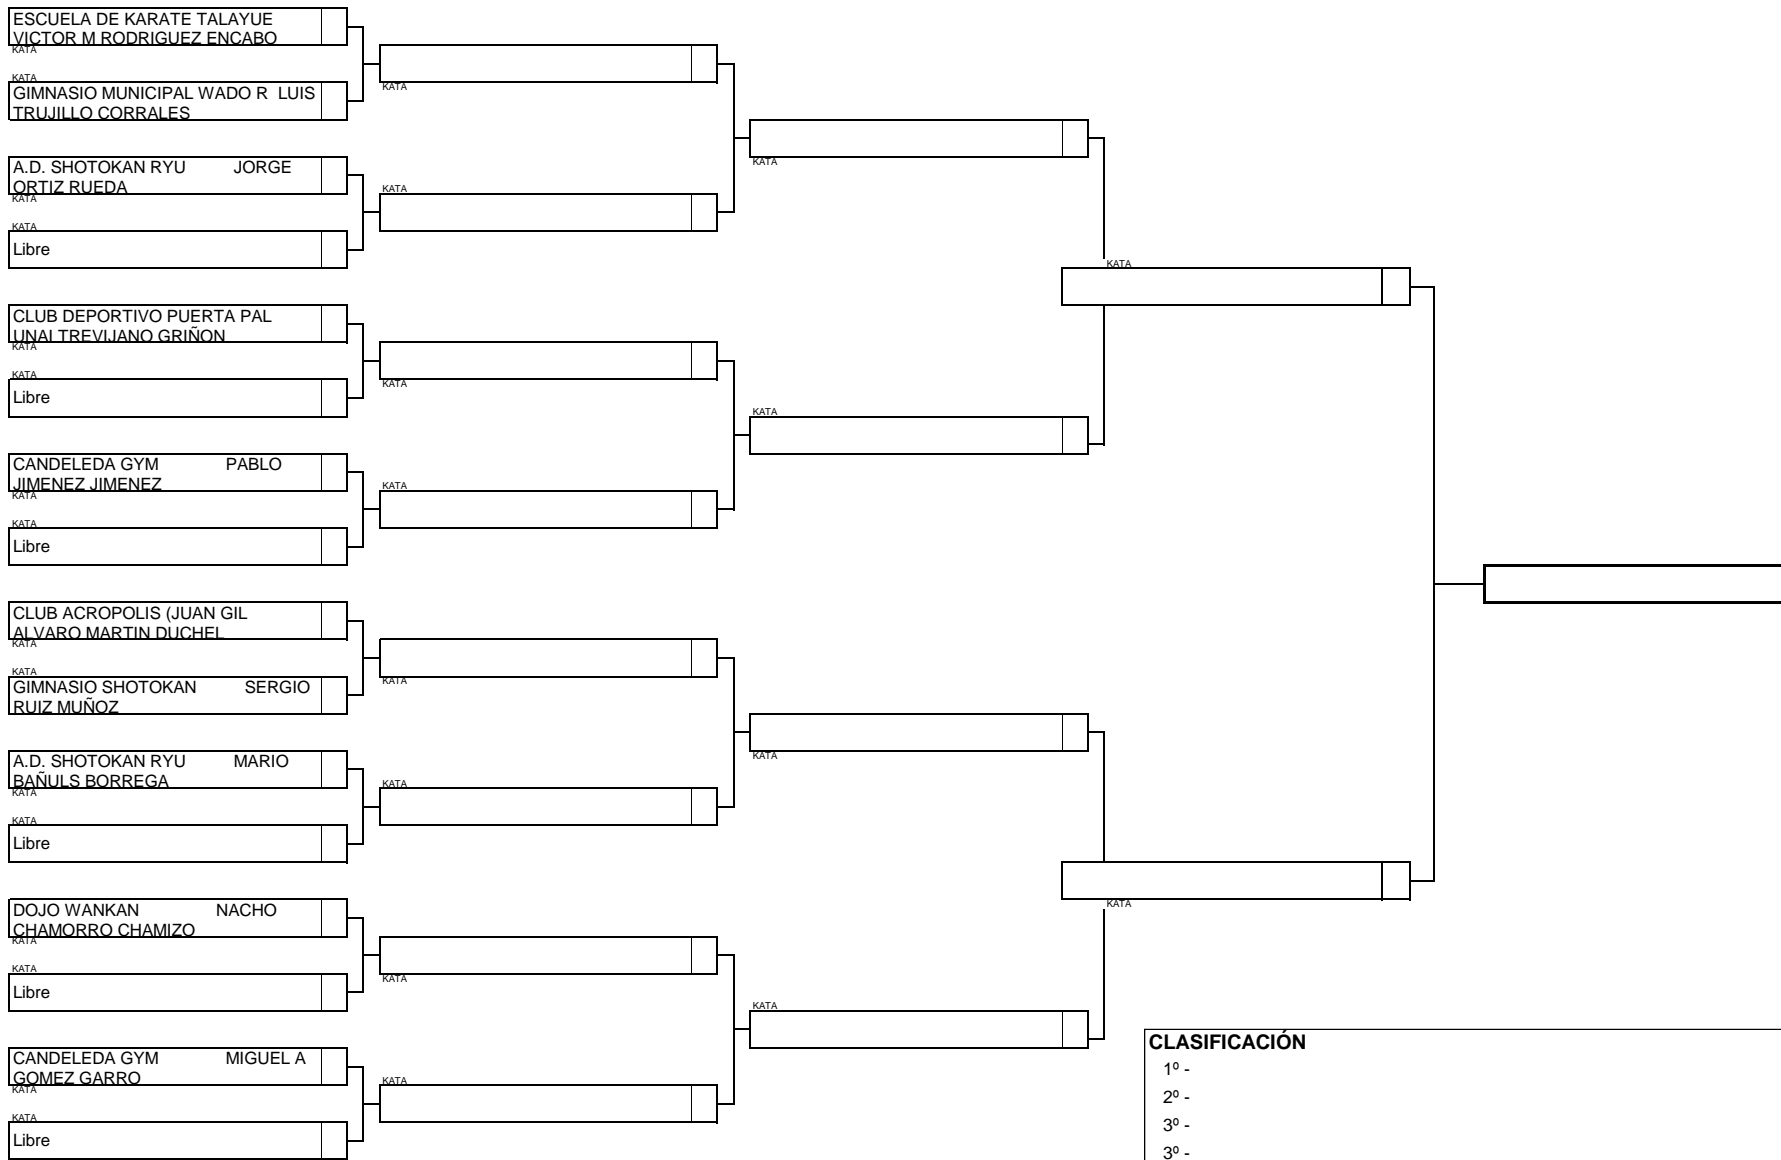 ESCUELA DE KARATE TALAYUE
VICTOR M RODRIGUEZ ENCABO
KATA
KATA
KATA
GIMNASIO MUNICIPAL WADO R LUIS
TRUJILLO CORRALES
A.D. SHOTOKAN RYU JORGE
ORTIZ RUEDA
KATA
KATA
KATA
KATA
Libre
KATA
CLUB DEPORTIVO PUERTA PAL
UNAI TREVIJANO GRIÑON
KATA
KATA
KATA
Libre
KATA
CANDELEDA GYM PABLO
JIMENEZ JIMENEZ
KATA
KATA
KATA
Libre
CLUB ACROPOLIS (JUAN GIL
ALVARO MARTIN DUCHEL
KATA
KATA
KATA
GIMNASIO SHOTOKAN SERGIO
RUIZ MUÑOZ
A.D. SHOTOKAN RYU MARIO
BAÑULS BORREGA
KATA
KATA
KATA
KATA
Libre
KATA
DOJO WANKAN NACHO
CHAMORRO CHAMIZO
KATA
KATA
KATA
Libre
KATA
CANDELEDA GYM MIGUEL A
GOMEZ GARRO
KATA
KATA
KATA
Libre
CLASIFICACIÓN
1º -
2º -
3º -
3º -